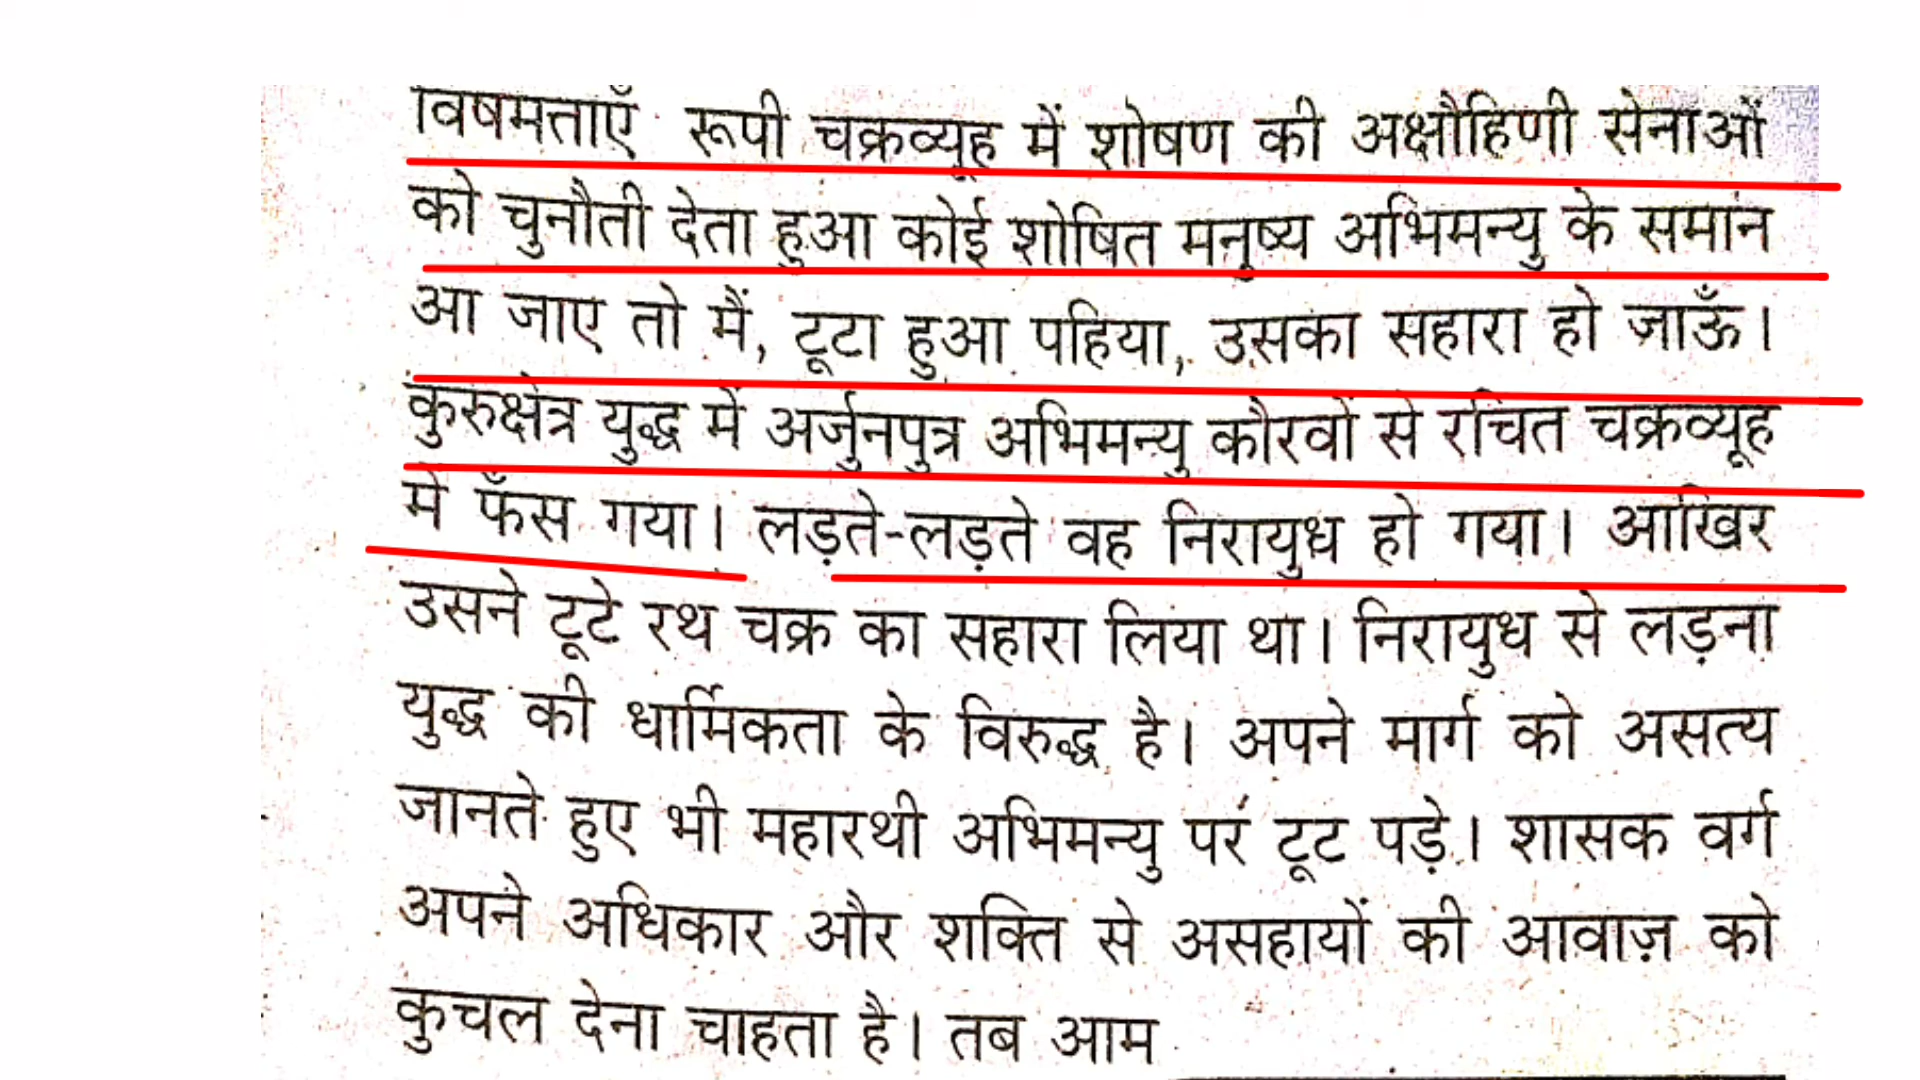 विषमताएँ रूपी चक्रव्यूह में शोषण की अक्षौहिणी सेनाओं
को चुनौती देता हुआ कोई शोषित मनुष्य अभिमन्यु के समान
आ जाए तो मैं, टूटा हुआ पहिया, उसका सहारा हो जाऊँ।
कुरुक्षेत्र युद्ध में अर्जुनपुत्र अभिमन्यु कौरवों से रचित चक्रव्यूह
में फँस गया। लड़ते-लड़ते वह निरायुध हो गया। आखिर
उसने टूटे रथ चक्र का सहारा लिया था। निरायुध से लड़ना
युद्ध की धार्मिकता के विरुद्ध है। अपने मार्ग को असत्य
जानते हुए भी महारथी अभिमन्यु पर टूट पड़े। शासक वर्ग
अपने अधिकार और शक्ति से असहायों की आवाज़ को
कुचल देना चाहता है। तब आम